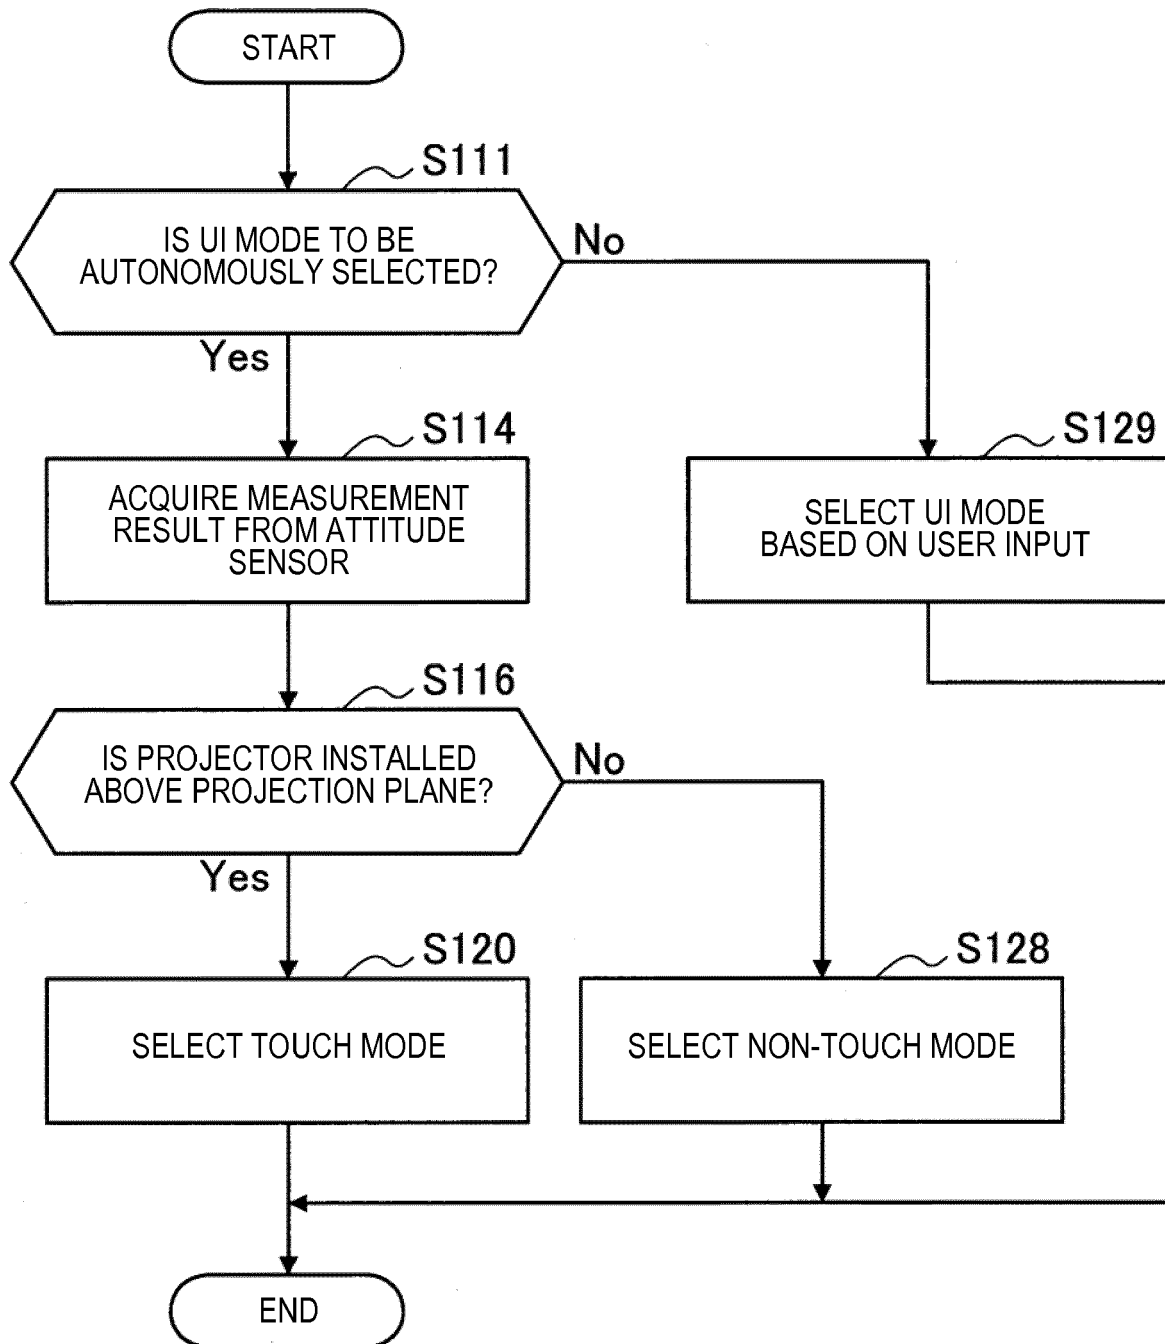 START
S111
IS UI MODE TO BE
AUTONOMOUSLY SELECTED?
No
Yes
S114
ACQUIRE MEASUREMENT
RESULT FROM ATTITUDE
SENSOR
S129
SELECT UI MODE
BASED ON USER INPUT
S116
IS PROJECTOR INSTALLED
ABOVE PROJECTION PLANE?
No
Yes
S120
SELECT TOUCH MODE
S128
SELECT NON-TOUCH MODE
END